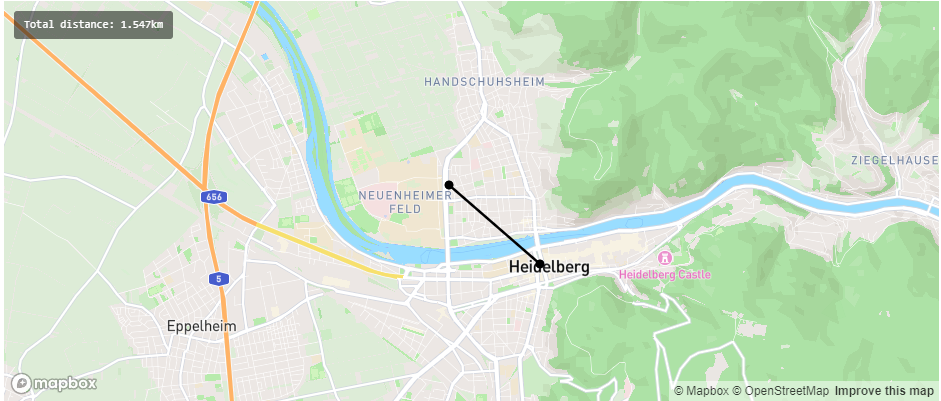 Total distance: 1.547km
HANDSCHUHSHEIM
ZIEGELHAUSE
656
NEUENHEIMER
FELD
Heidelberg
Heidelberg Castle
5
Eppelheim
mapbox
© Mapbox © OpenStreetMap Improve this map